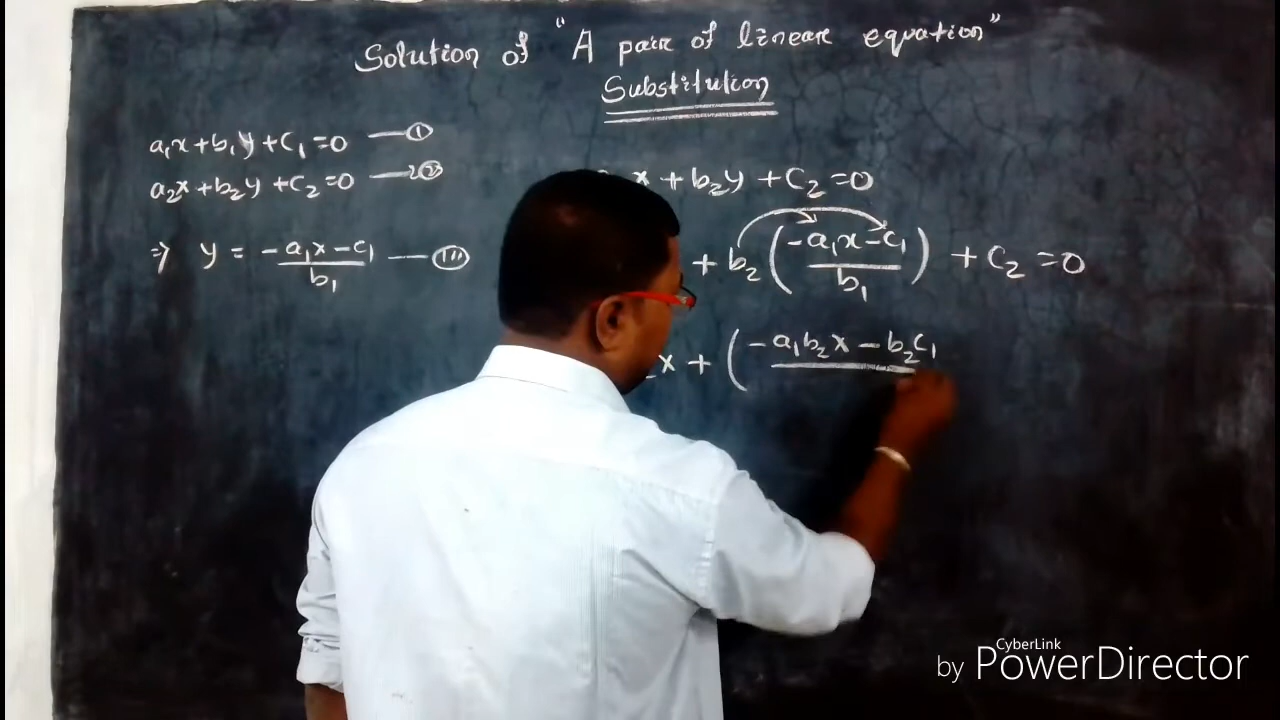 Solution of "A pair of linear equation"
Substitution
a₁x + b₁y + c₁ = 0 — ①
a₂x + b₂y + c₂ = 0 — ②
⇒ y = (-a₁x - c₁)/b₁ — (III)
x + b₂y + c₂ = 0
+ b₂((-a₁x - c₁)/b₁) + c₂ = 0
x + (-a₁b₂x - b₂c₁
CyberLink
by PowerDirector